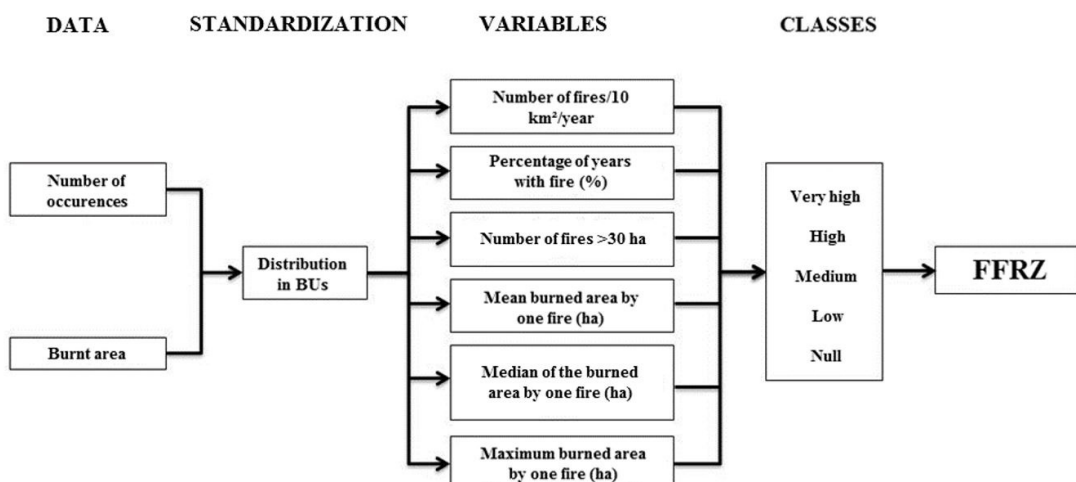 DATA STANDARDIZATION VARIABLES CLASSES
Number of
occurences
Burnt area
Distribution
in BUs
Number of fires/10
km²/year
Percentage of years
with fire (%)
Number of fires >30 ha
Mean burned area by
one fire (ha)
Median of the burned
area by one fire (ha)
Maximum burned area
by one fire (ha)
Very high
High
Medium
Low
Null
FFRZ